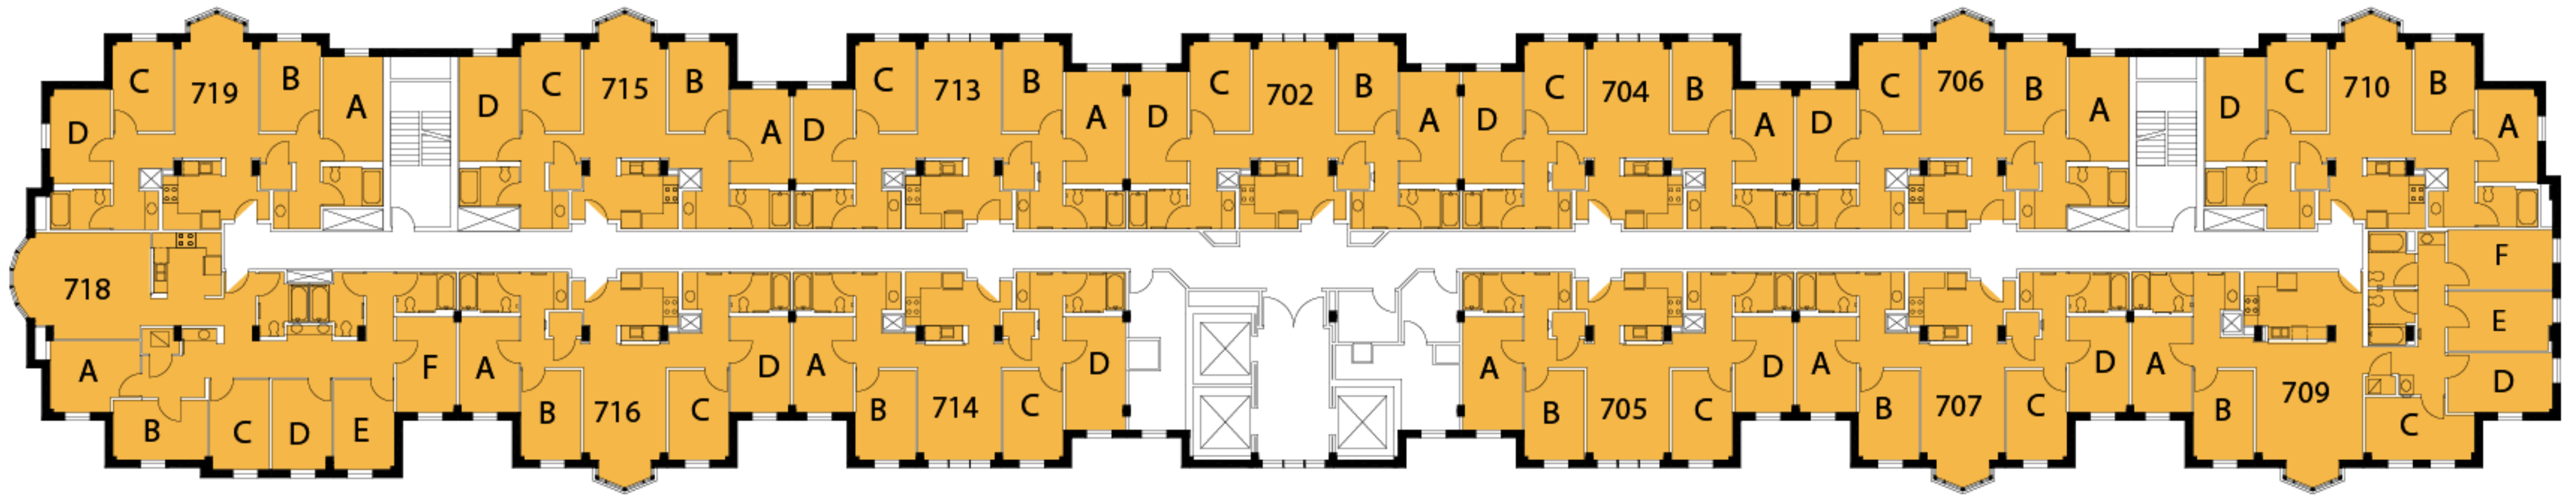 C 719 B A D
D C 715 B A
D C 713 B A
D C 702 B A
D C 704 B A
D C 706 B A
D C 710 B A
718 A B C D E F
A B 716 C D
A B 714 C D
A B 705 C D
A B 707 C D
A B 709 C D E F